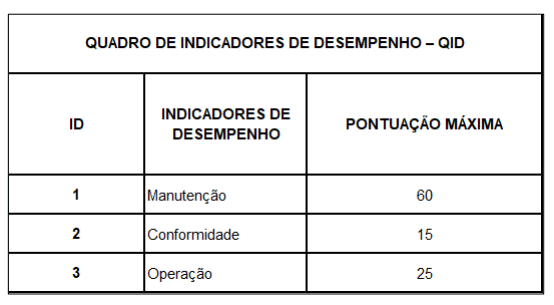 QUADRO DE INDICADORES DE DESEMPENHO – QID
ID
INDICADORES DE
DESEMPENHO
PONTUAÇÃO MÁXIMA
1 Manutenção 60
2 Conformidade 15
3 Operação 25